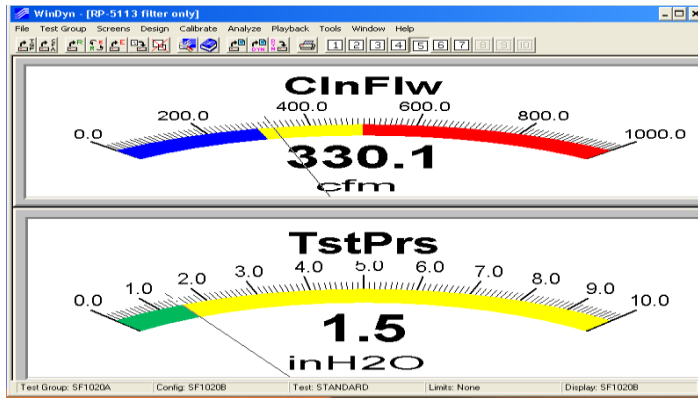 WinDyn - [RP-5113 filter only]
File Test Group Screens Design Calibrate Analyze Playback Tools Window Help
1 2 3 4 5 6 7 8 9 10
ClnFlw
0.0 200.0 400.0 600.0 800.0 1000.0
330.1
cfm
TstPrs
0.0 1.0 2.0 3.0 4.0 5.0 6.0 7.0 8.0 9.0 10.0
1.5
inH2O
Test Group: SF1020A Config: SF1020B Test: STANDARD Limits: None Display: SF1020B